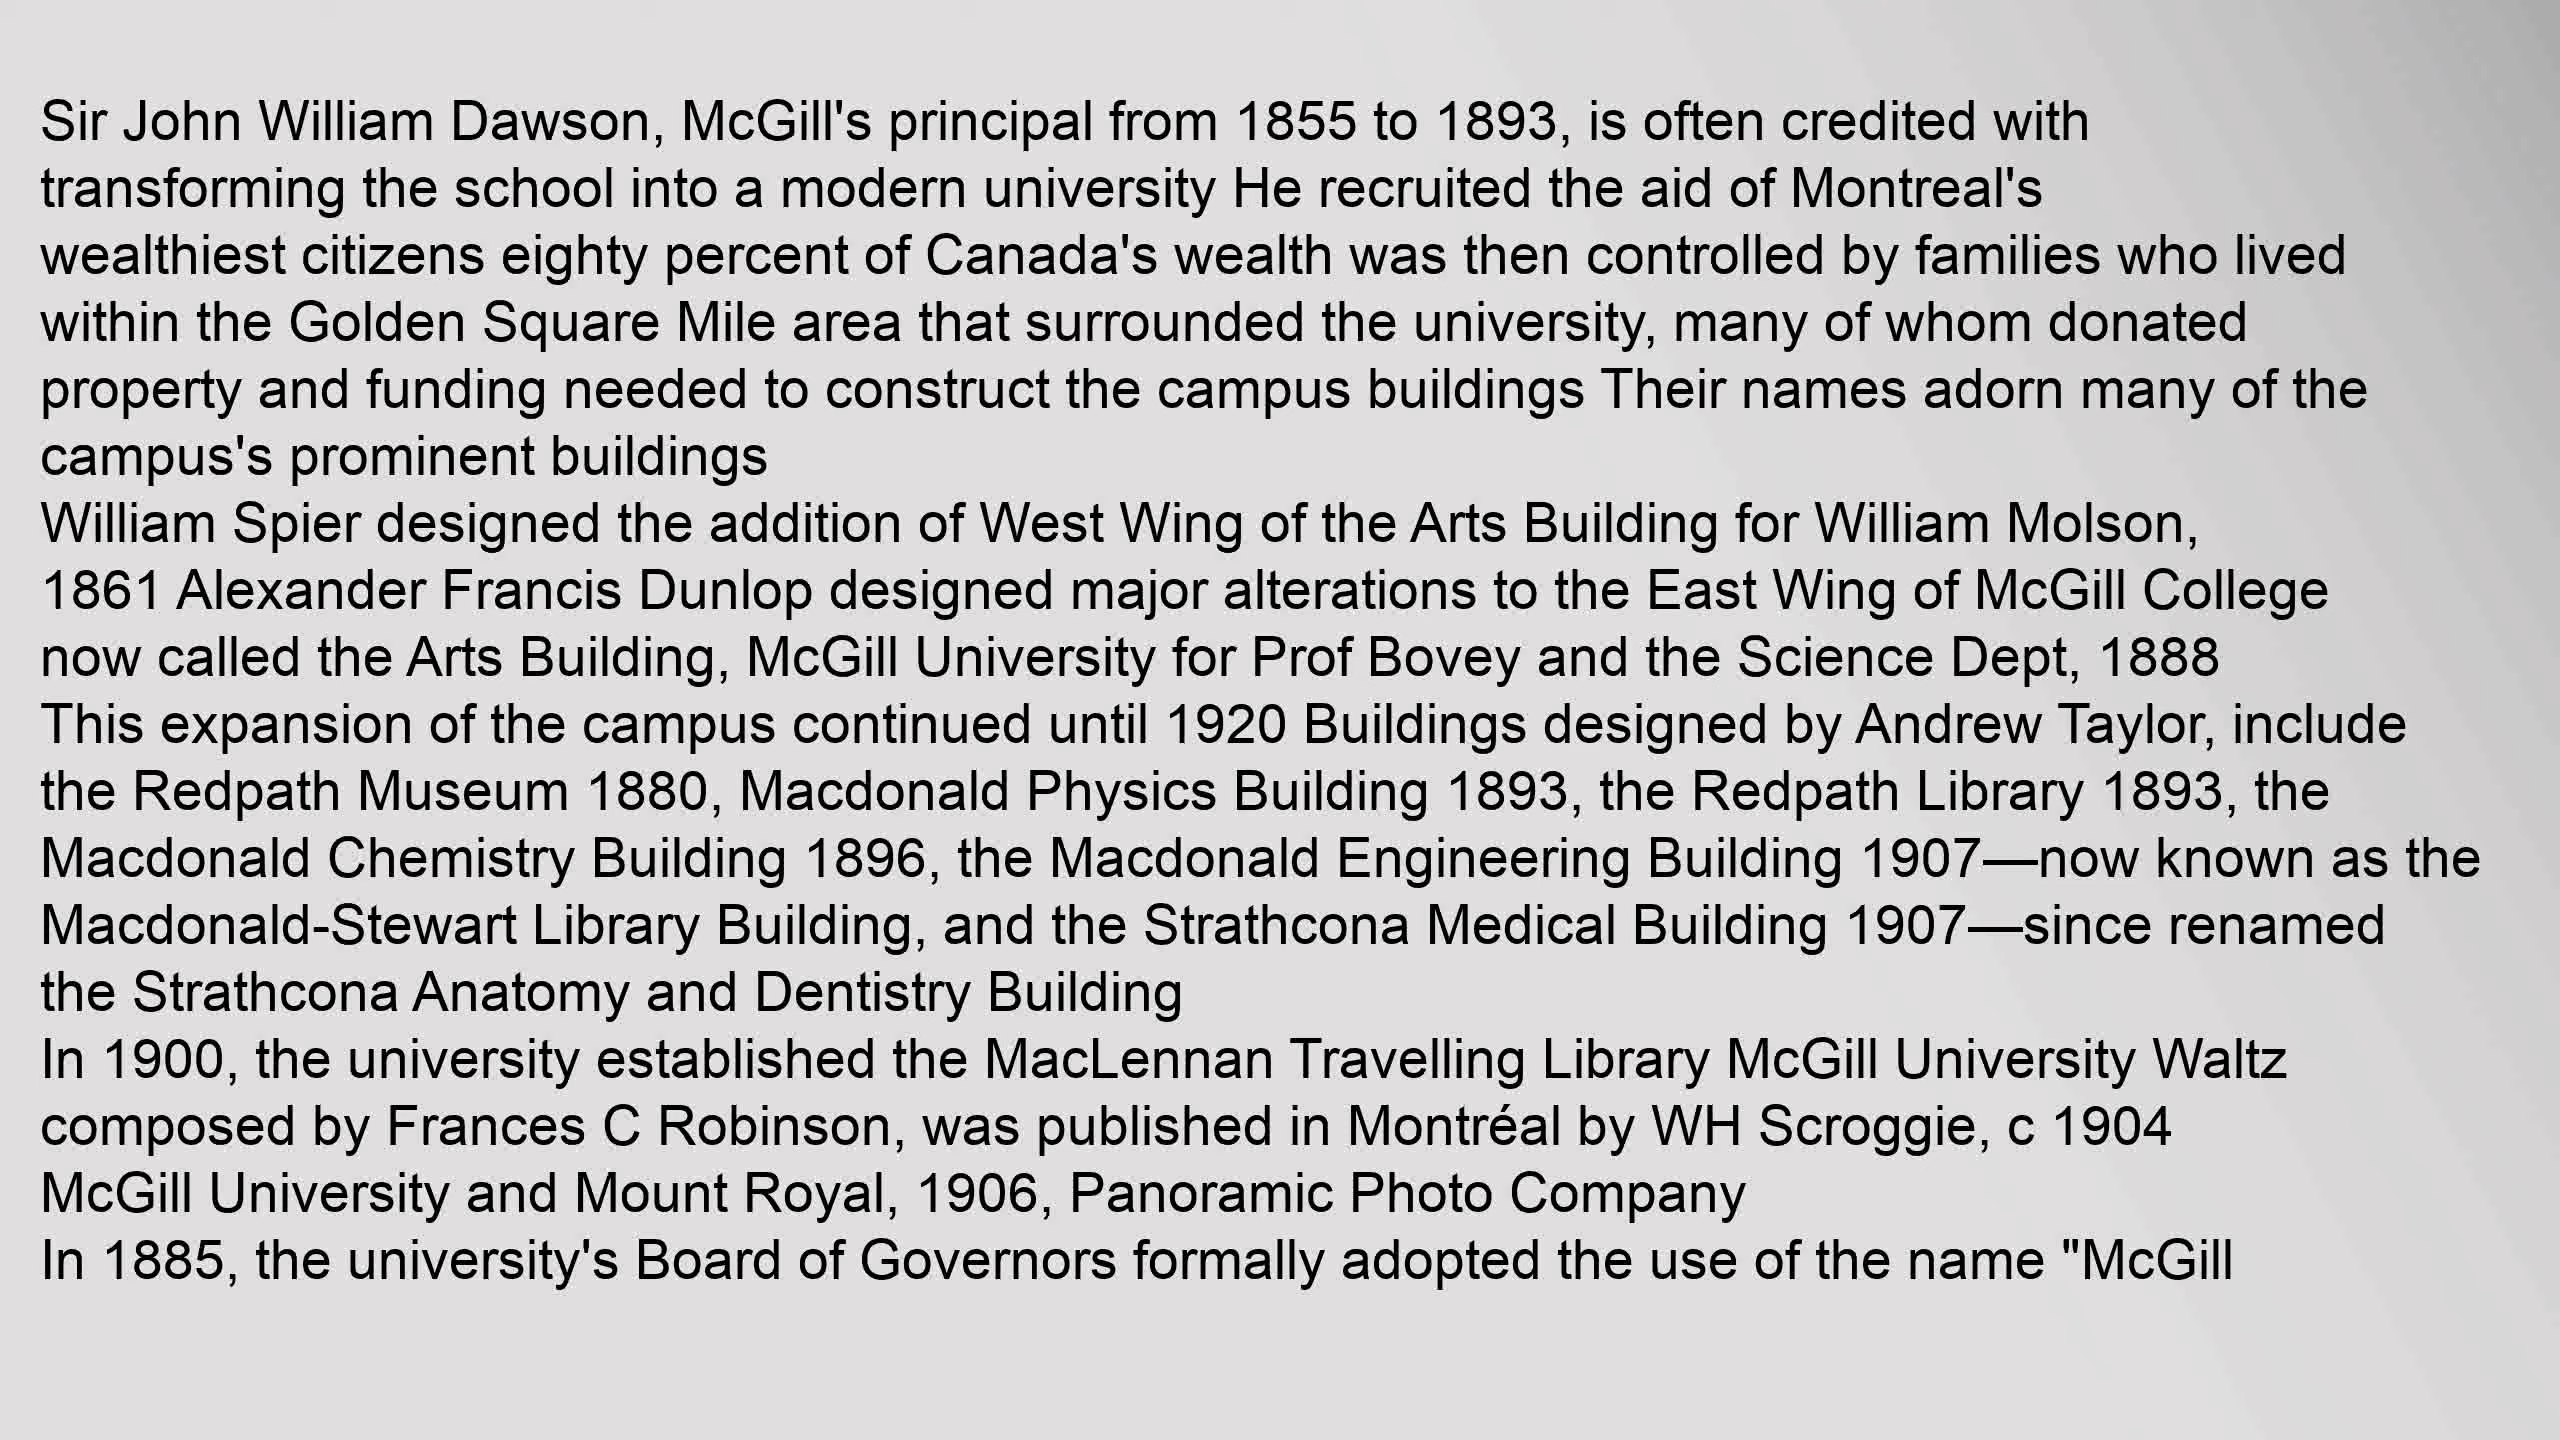 Sir John William Dawson, McGill's principal from 1855 to 1893, is often credited with
transforming the school into a modern university He recruited the aid of Montreal's
wealthiest citizens eighty percent of Canada's wealth was then controlled by families who lived
within the Golden Square Mile area that surrounded the university, many of whom donated
property and funding needed to construct the campus buildings Their names adorn many of the
campus's prominent buildings
William Spier designed the addition of West Wing of the Arts Building for William Molson,
1861 Alexander Francis Dunlop designed major alterations to the East Wing of McGill College
now called the Arts Building, McGill University for Prof Bovey and the Science Dept, 1888
This expansion of the campus continued until 1920 Buildings designed by Andrew Taylor, include
the Redpath Museum 1880, Macdonald Physics Building 1893, the Redpath Library 1893, the
Macdonald Chemistry Building 1896, the Macdonald Engineering Building 1907—now known as the
Macdonald-Stewart Library Building, and the Strathcona Medical Building 1907—since renamed
the Strathcona Anatomy and Dentistry Building
In 1900, the university established the MacLennan Travelling Library McGill University Waltz
composed by Frances C Robinson, was published in Montréal by WH Scroggie, c 1904
McGill University and Mount Royal, 1906, Panoramic Photo Company
In 1885, the university's Board of Governors formally adopted the use of the name "McGill